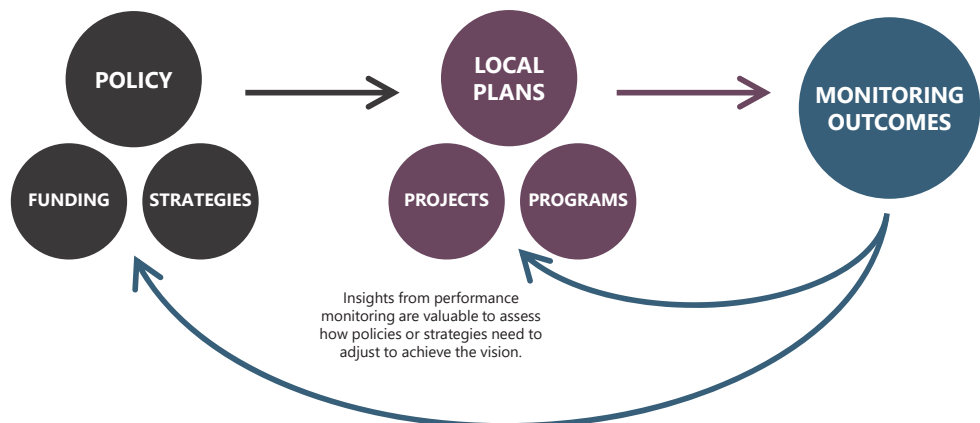 POLICY
FUNDING
STRATEGIES
LOCAL
PLANS
PROJECTS
PROGRAMS
MONITORING
OUTCOMES
Insights from performance
monitoring are valuable to assess
how policies or strategies need to
adjust to achieve the vision.